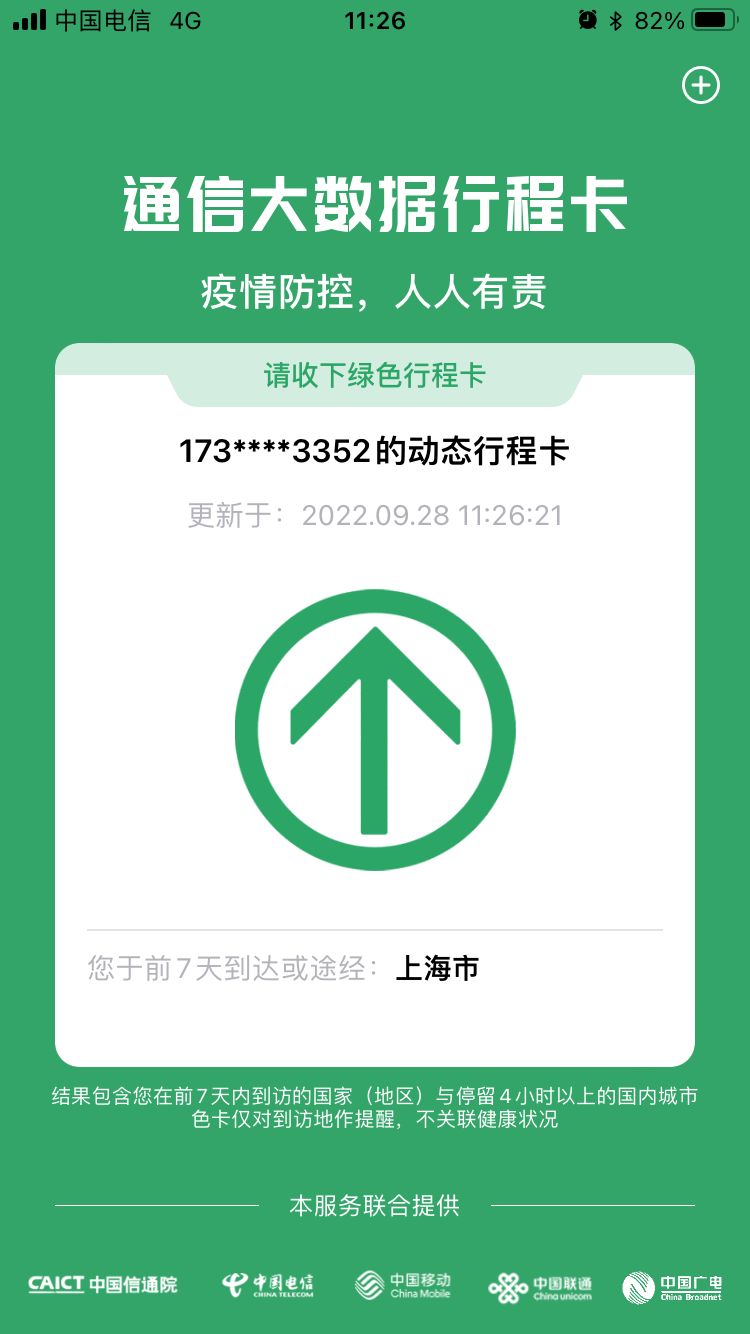 中国电信 4G 11:26 82%
通信大数据行程卡
疫情防控，人人有责
请收下绿色行程卡
173****3352的动态行程卡
更新于：2022.09.28 11:26:21
您于前7天到达或途经：上海市
结果包含您在前7天内到访的国家（地区）与停留4小时以上的国内城市
色卡仅对到访地作提醒，不关联健康状况
本服务联合提供
CAICT 中国信通院 中国电信 CHINA TELECOM 中国移动 China Mobile 中国联通 China unicom 中国广电 China Broadnet